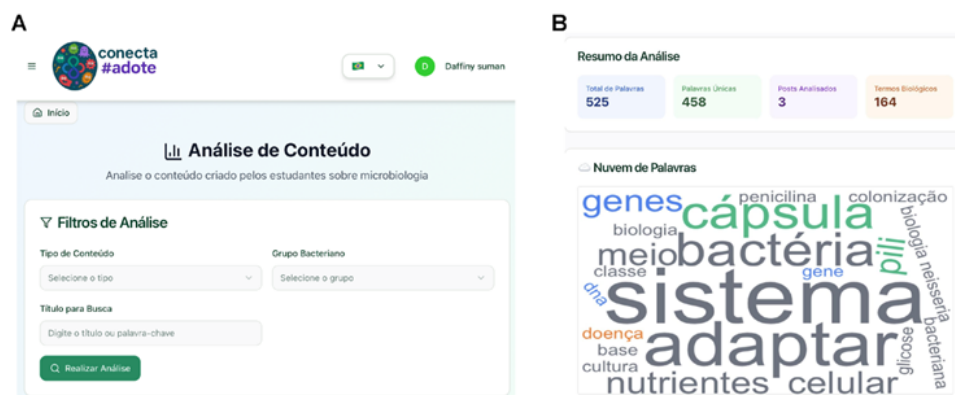 A
conecta
#adote
D
Daffiny suman
Início
Análise de Conteúdo
Analise o conteúdo criado pelos estudantes sobre microbiologia
Filtros de Análise
Tipo de Conteúdo
Grupo Bacteriano
Selecione o tipo
Selecione o grupo
Título para Busca
Digite o título ou palavra-chave
Realizar Análise
B
Resumo da Análise
Total de Palavras
Palavras Únicas
Posts Analisados
Termos Biológicos
525
458
3
164
Nuvem de Palavras
genes
penicilina
colonização
cápsula
biologia
biologia neisseria
meio
bactéria
pili
classe
gene
dna
sistema
doença
base
adaptar
glicose
bacteriana
cultura
nutrientes
celular